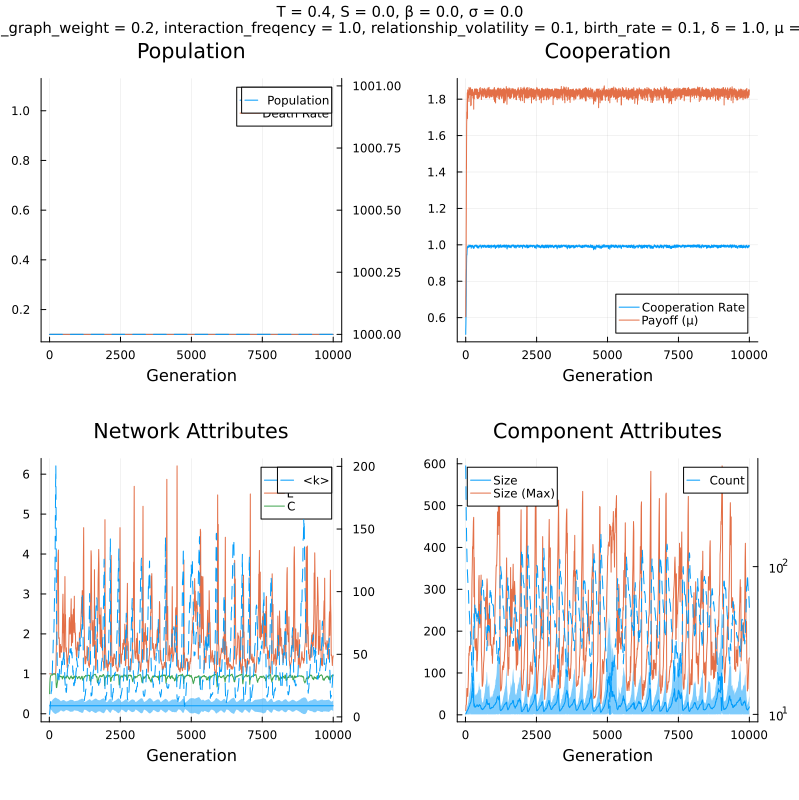 T = 0.4, S = 0.0, β = 0.0, σ = 0.0
_graph_weight = 0.2, interaction_freqency = 1.0, relationship_volatility = 0.1, birth_rate = 0.1, δ = 1.0, μ =
Population
Cooperation
1.0
0.8
0.6
0.4
0.2
Population
Death Rate
1001.00
1000.75
1000.50
1000.25
1000.00
0 2500 5000 7500 10000
Generation
1.8
1.6
1.4
1.2
1.0
0.8
0.6
Cooperation Rate
Payoff (μ)
0 2500 5000 7500 10000
Generation
Network Attributes
Component Attributes
6
5
4
3
2
1
0
<k>
C
200
150
100
50
0
0 2500 5000 7500 10000
Generation
600
500
400
300
200
100
0
Size
Size (Max)
Count
10²
10¹
0 2500 5000 7500 10000
Generation